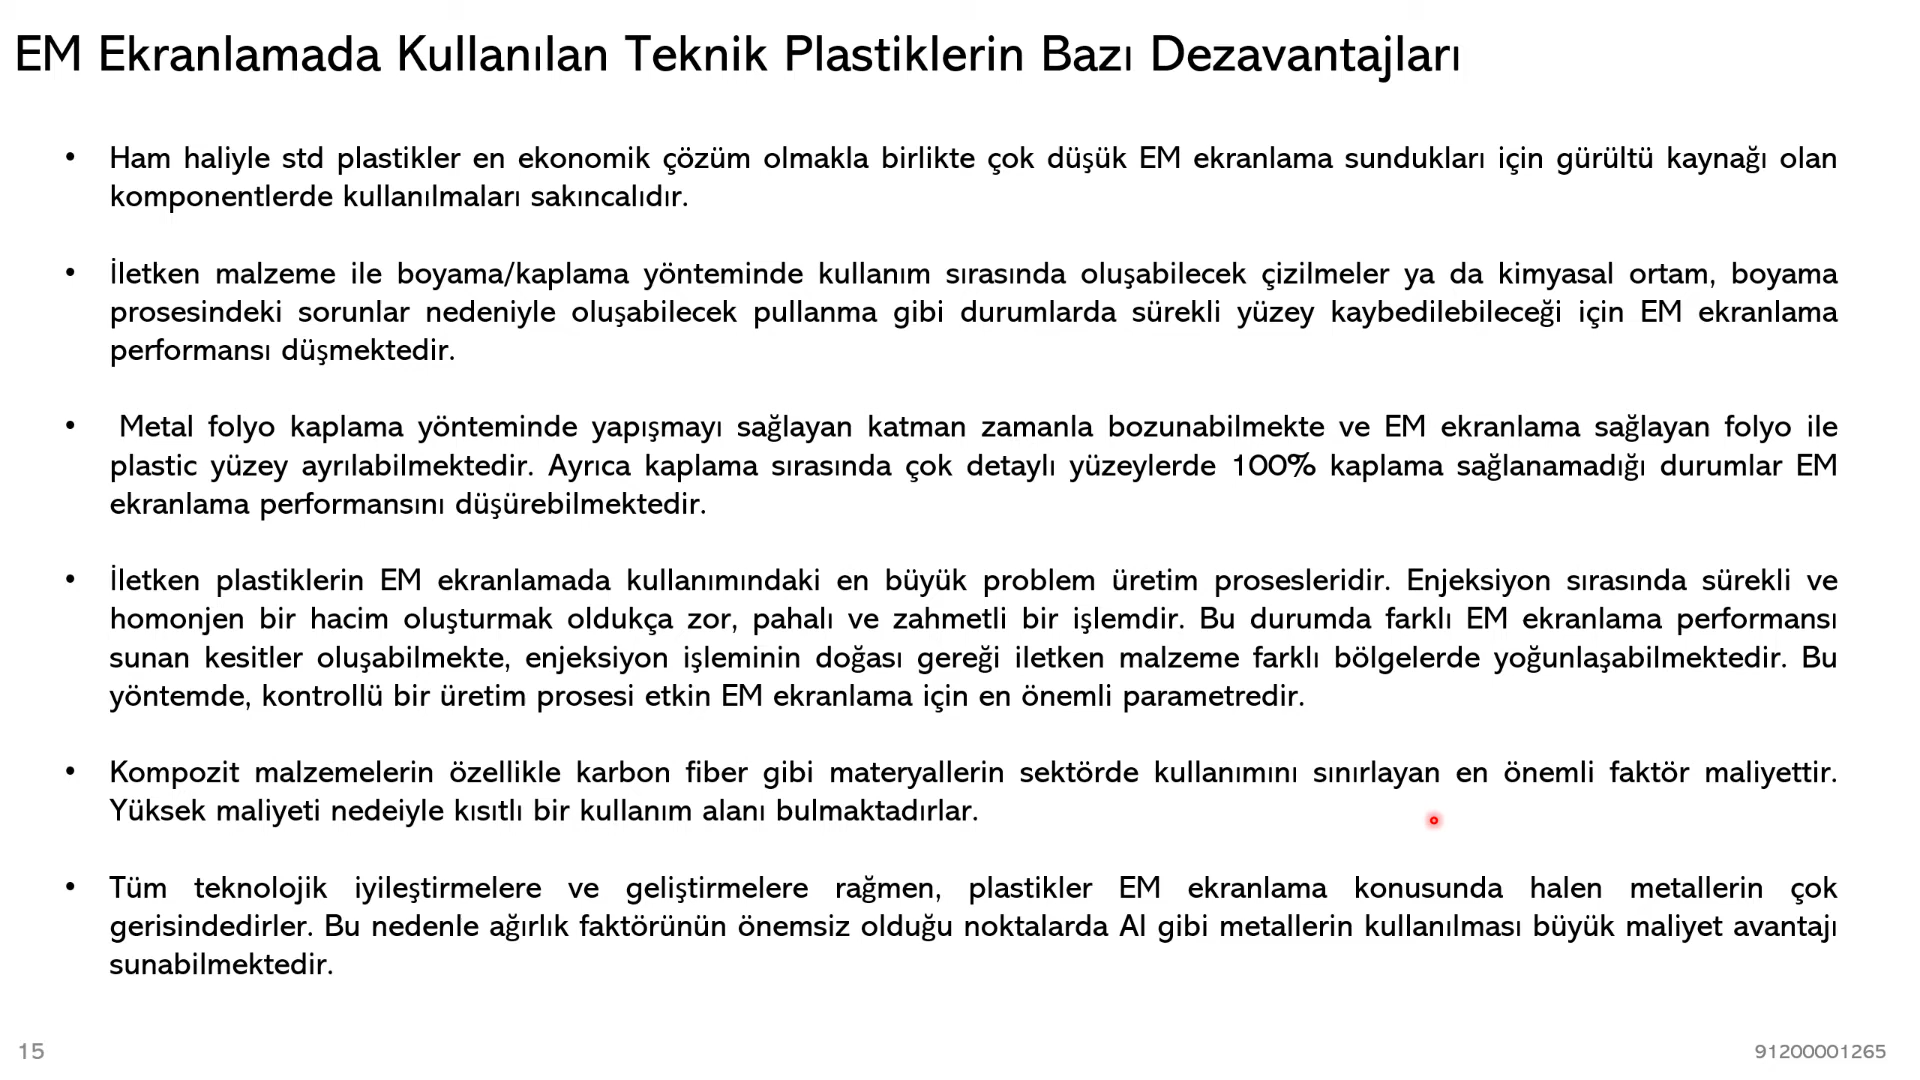 EM Ekranlamada Kullanılan Teknik Plastiklerin Bazı Dezavantajları
• Ham haliyle std plastikler en ekonomik çözüm olmakla birlikte çok düşük EM ekranlama sundukları için gürültü kaynağı olan
komponentlerde kullanılmaları sakıncalıdır.
• İletken malzeme ile boyama/kaplama yönteminde kullanım sırasında oluşabilecek çizilmeler ya da kimyasal ortam, boyama
prosesindeki sorunlar nedeniyle oluşabilecek pullanma gibi durumlarda sürekli yüzey kaybedilebileceği için EM ekranlama
performansı düşmektedir.
• Metal folyo kaplama yönteminde yapışmayı sağlayan katman zamanla bozunabilmekte ve EM ekranlama sağlayan folyo ile
plastic yüzey ayrılabilmektedir. Ayrıca kaplama sırasında çok detaylı yüzeylerde 100% kaplama sağlanamadığı durumlar EM
ekranlama performansını düşürebilmektedir.
• İletken plastiklerin EM ekranlamada kullanımındaki en büyük problem üretim prosesleridir. Enjeksiyon sırasında sürekli ve
homonjen bir hacim oluşturmak oldukça zor, pahalı ve zahmetli bir işlemdir. Bu durumda farklı EM ekranlama performansı
sunan kesitler oluşabilmekte, enjeksiyon işleminin doğası gereği iletken malzeme farklı bölgelerde yoğunlaşabilmektedir. Bu
yöntemde, kontrollü bir üretim prosesi etkin EM ekranlama için en önemli parametredir.
• Kompozit malzemelerin özellikle karbon fiber gibi materyallerin sektörde kullanımını sınırlayan en önemli faktör maliyettir.
Yüksek maliyeti nedeiyle kısıtlı bir kullanım alanı bulmaktadırlar.
• Tüm teknolojik iyileştirmelere ve geliştirmelere rağmen, plastikler EM ekranlama konusunda halen metallerin çok
gerisindedirler. Bu nedenle ağırlık faktörünün önemsiz olduğu noktalarda Al gibi metallerin kullanılması büyük maliyet avantajı
sunabilmektedir.
15
91200001265